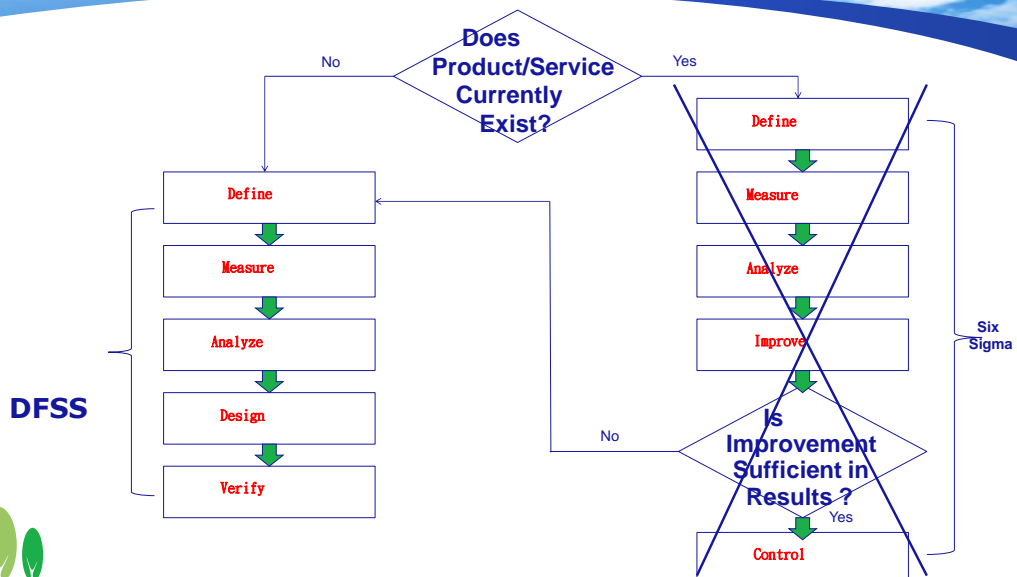 Does
Product/Service
Currently
Exist?
No
Yes
Define
Measure
Analyze
Design
Verify
DFSS
Define
Measure
Analyze
Improve
Is
Improvement
Sufficient in
Results ?
No
Yes
Control
Six
Sigma